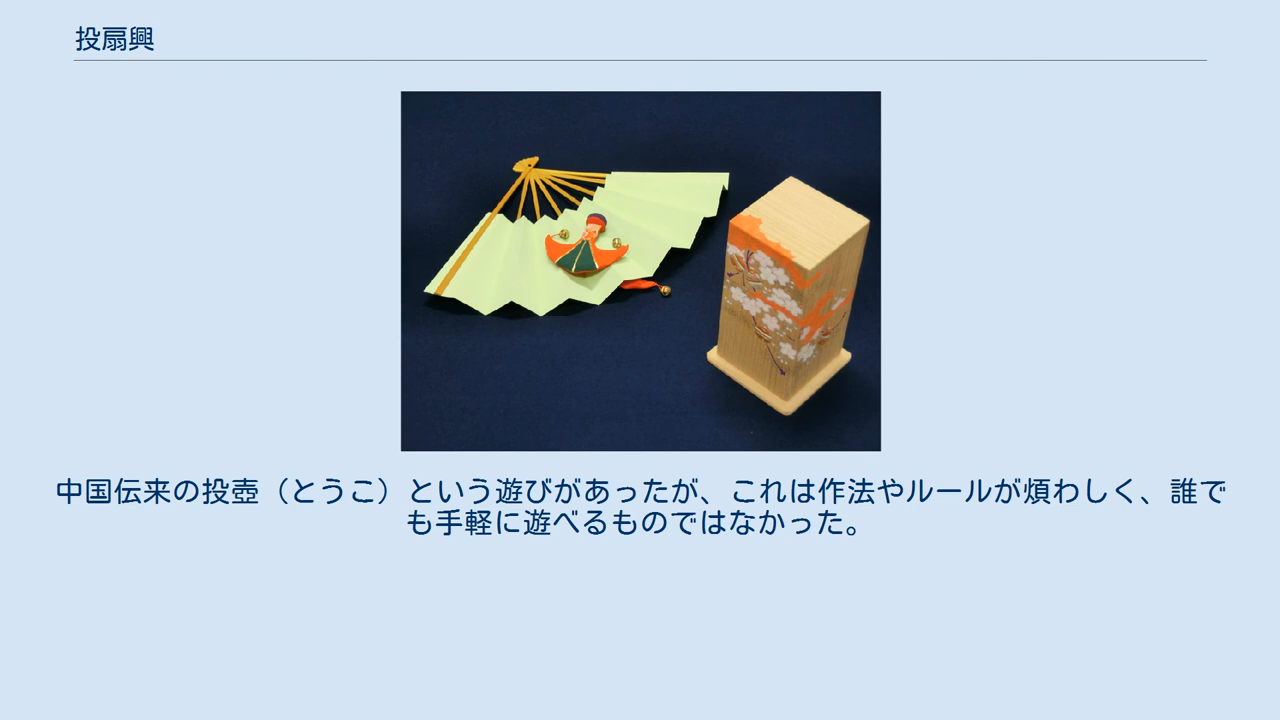 投扇興
中国伝来の投壺（とうこ）という遊びがあったが、これは作法やルールが煩わしく、誰で
も手軽に遊べるものではなかった。